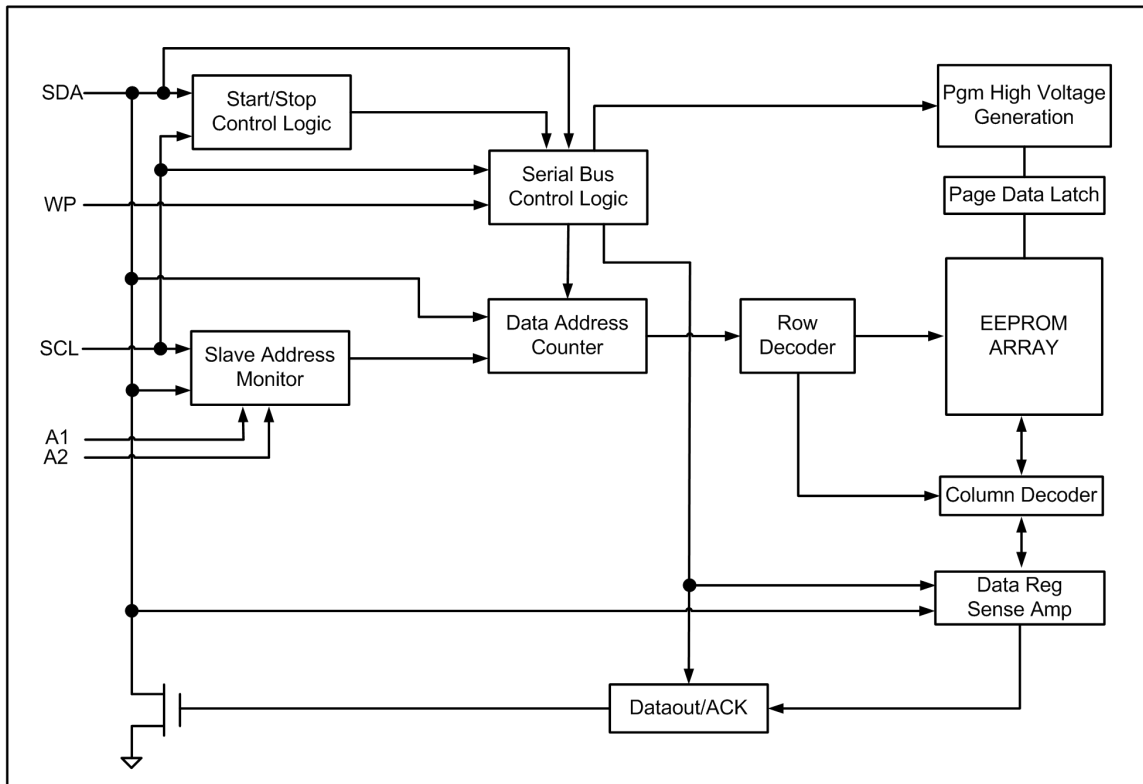 SDA
Start/Stop
Control Logic
Pgm High Voltage
Generation
Serial Bus
Control Logic
WP
Page Data Latch
Data Address
Counter
Row
Decoder
EEPROM
ARRAY
SCL
Slave Address
Monitor
A1
A2
Column Decoder
Data Reg
Sense Amp
Dataout/ACK